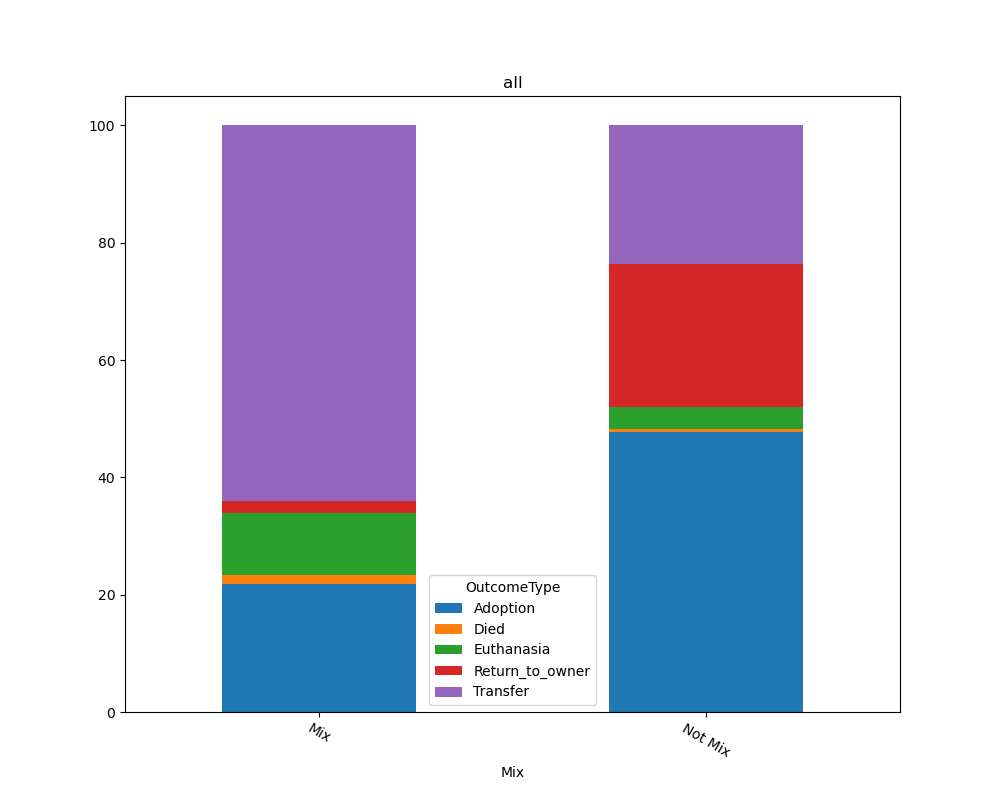 all
100
80
60
40
20
0
OutcomeType
Adoption
Died
Euthanasia
Return_to_owner
Transfer
Mix
Not Mix
Mix